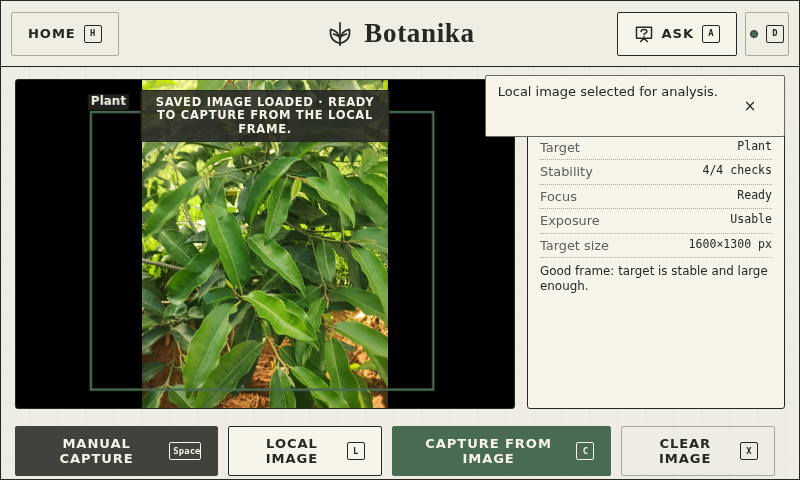 HOME H
Botanika
ASK A
D
Plant
SAVED IMAGE LOADED · READY
TO CAPTURE FROM THE LOCAL
FRAME.
Local image selected for analysis.
×
Target Plant
Stability 4/4 checks
Focus Ready
Exposure Usable
Target size 1600×1300 px
Good frame: target is stable and large
enough.
MANUAL
CAPTURE
Space
LOCAL
IMAGE
L
CAPTURE FROM
IMAGE
C
CLEAR
IMAGE
X